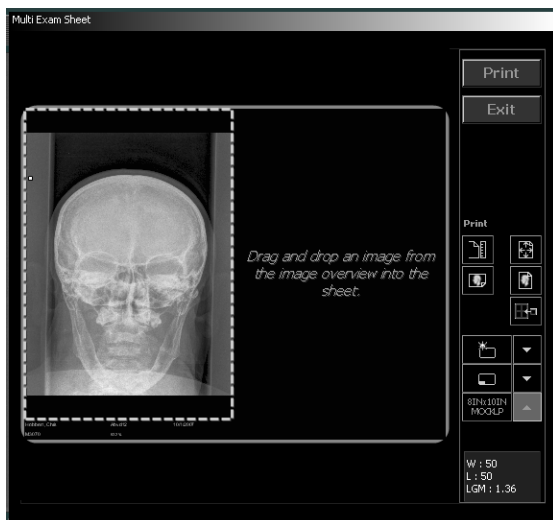 Multi Exam Sheet
Print
Exit
Drag and drop an image from
the image overview into the
sheet.
Print
8INx10IN
MOCKLP
W : 50
L : 50
LGM : 1.36